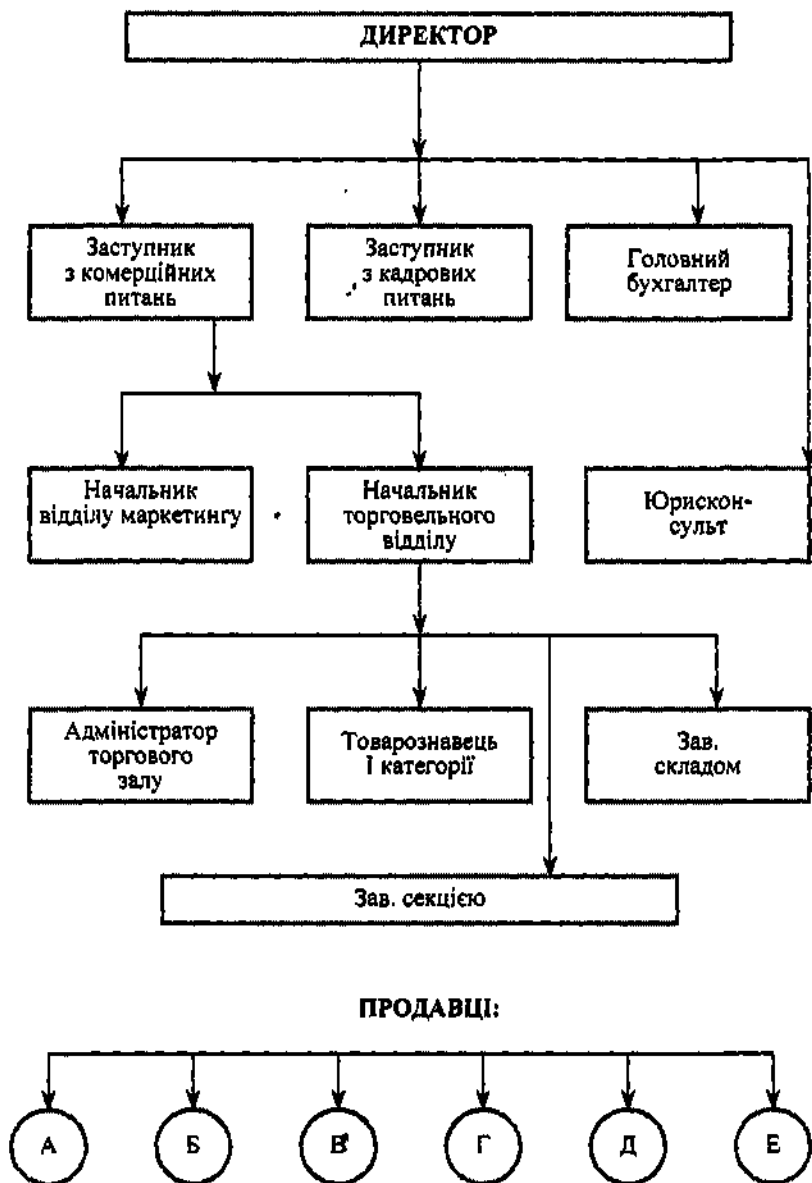 ДИРЕКТОР
Заступник
з комерційних
питань
Заступник
з кадрових
питань
Головний
бухгалтер
Начальник
відділу маркетингу
Начальник
торговельного
відділу
Юрискон-
сульт
Адміністратор
торгового
залу
Товарознавець
І категорії
Зав.
складом
Зав. секцією
ПРОДАВЦІ:
А
Б
В
Г
Д
Е